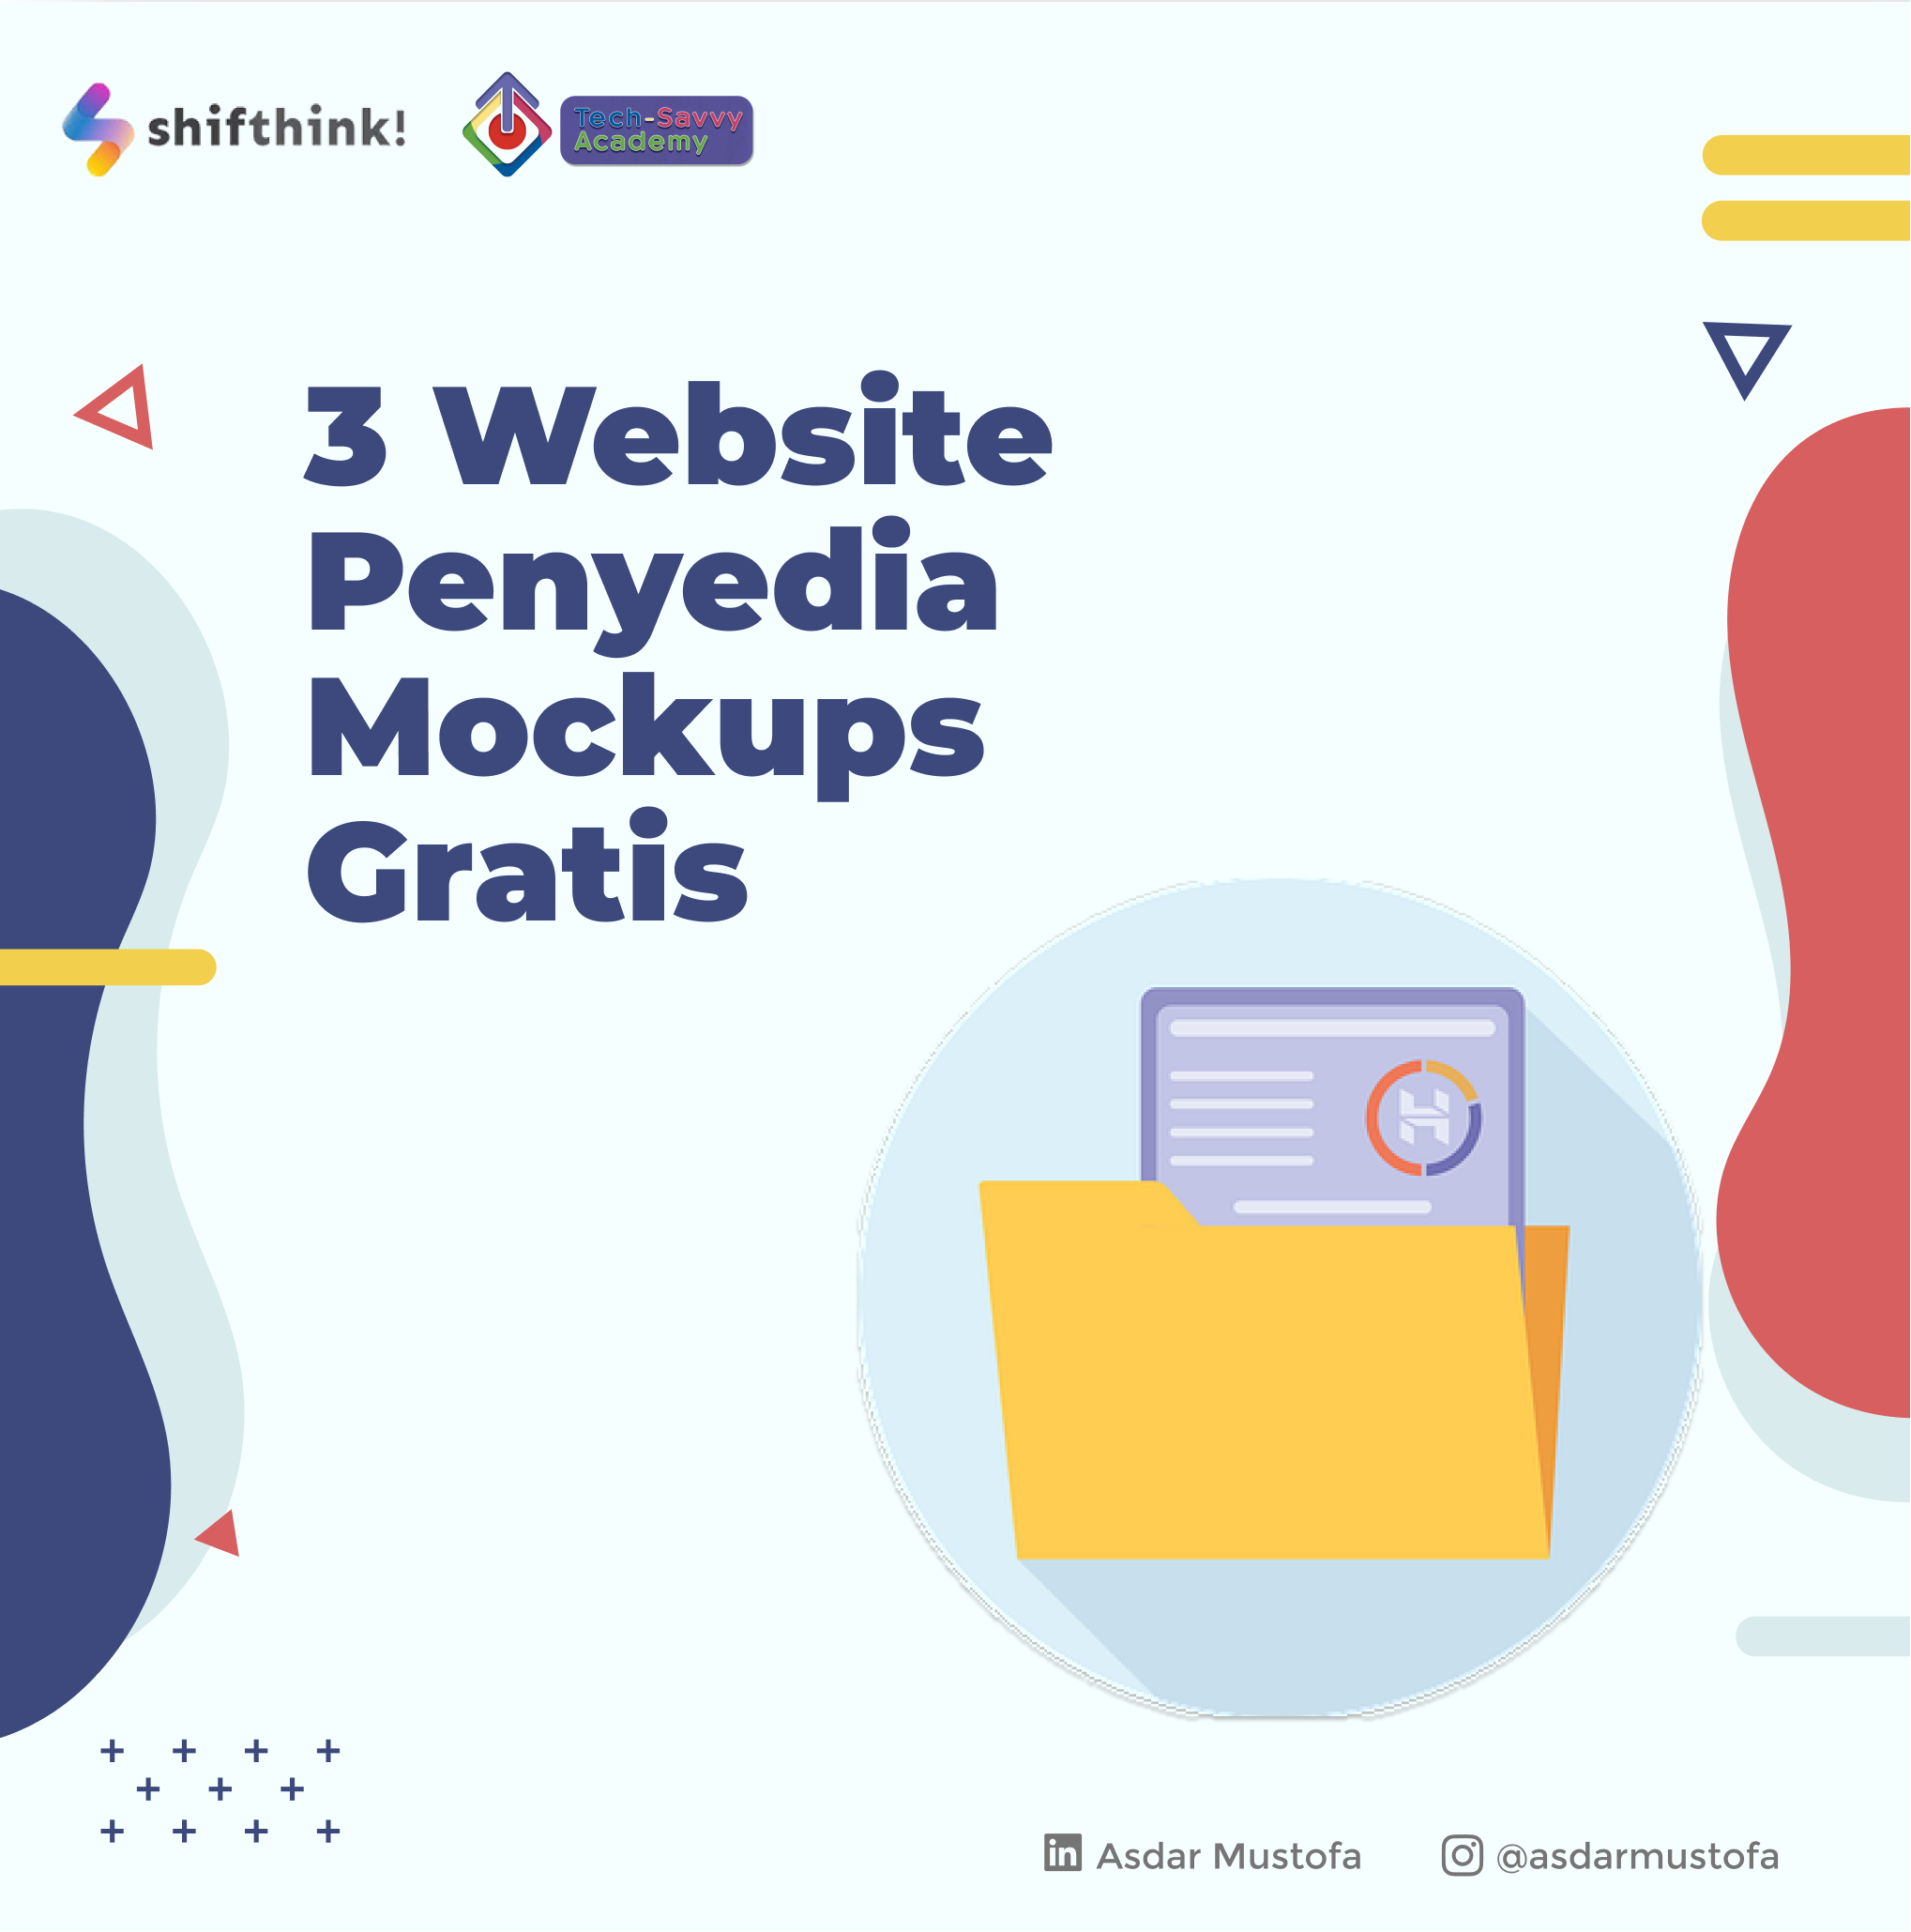 shifthink!
Tech-Savvy
Academy
3 Website
Penyedia
Mockups
Gratis
Asdar Mustofa
@asdarmustofa